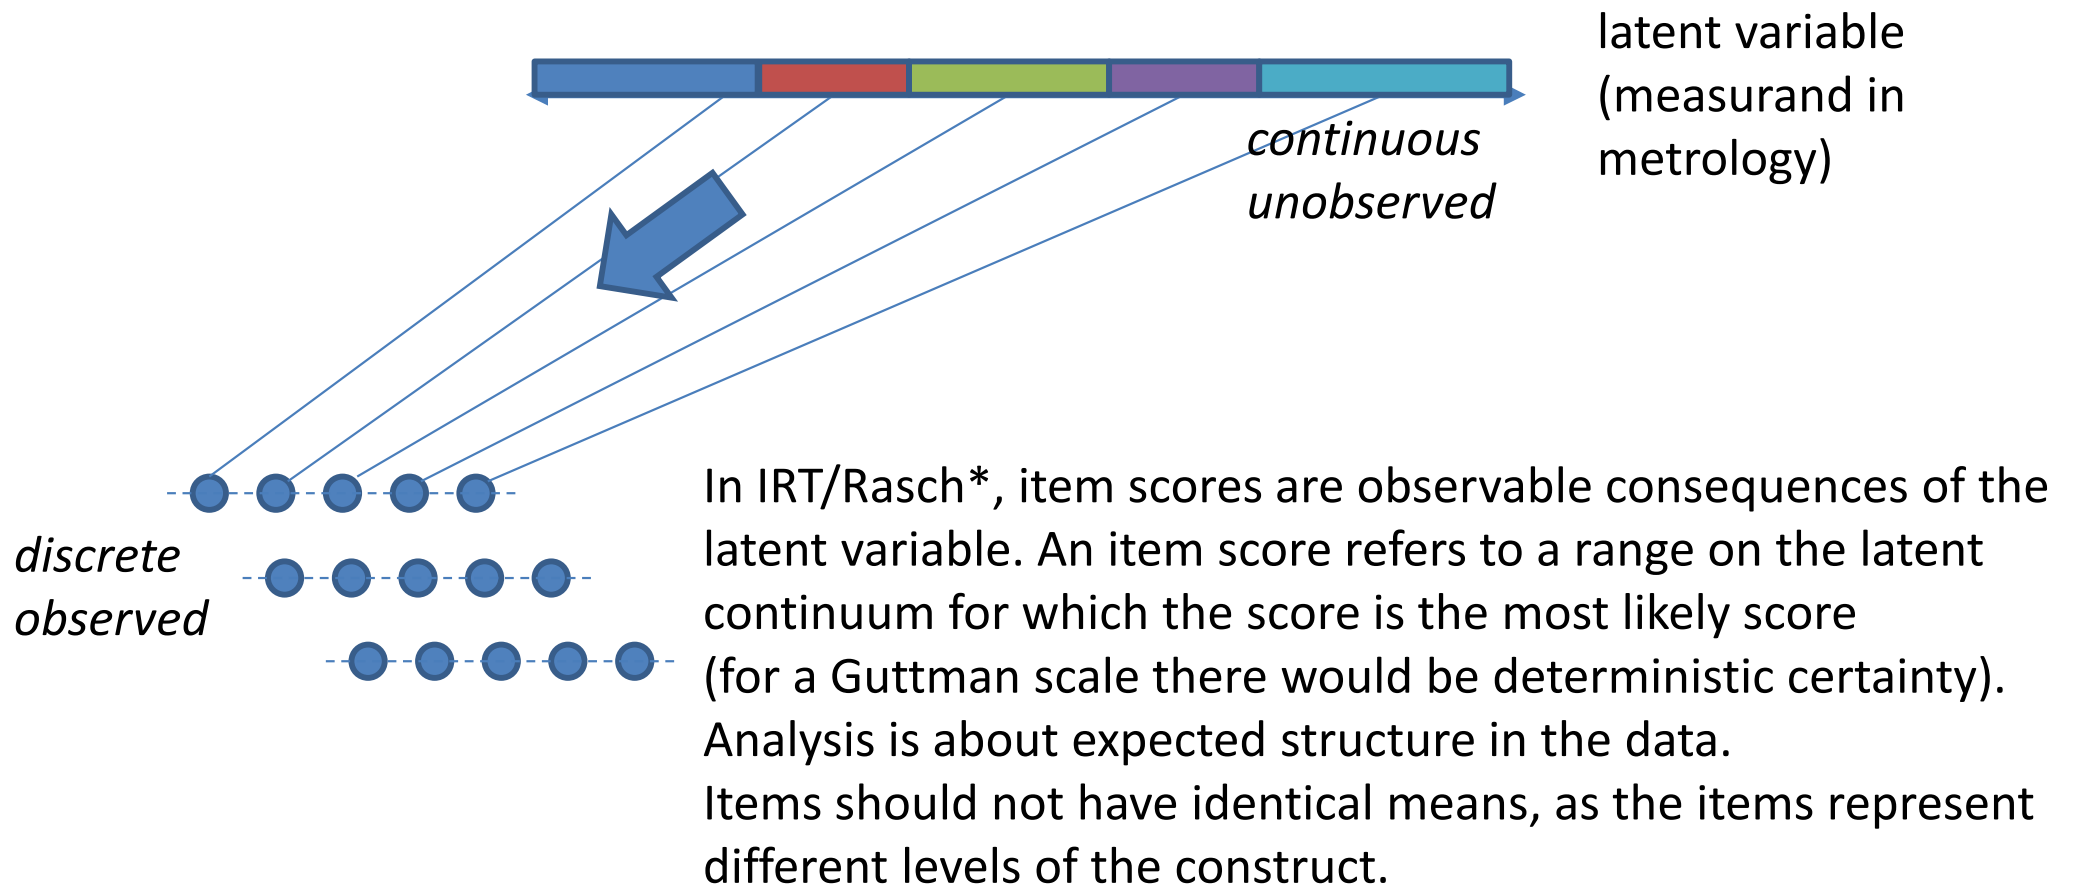 latent variable
(measurand in
metrology)
continuous
unobserved
discrete
observed
In IRT/Rasch*, item scores are observable consequences of the
latent variable. An item score refers to a range on the latent
continuum for which the score is the most likely score
(for a Guttman scale there would be deterministic certainty).
Analysis is about expected structure in the data.
Items should not have identical means, as the items represent
different levels of the construct.